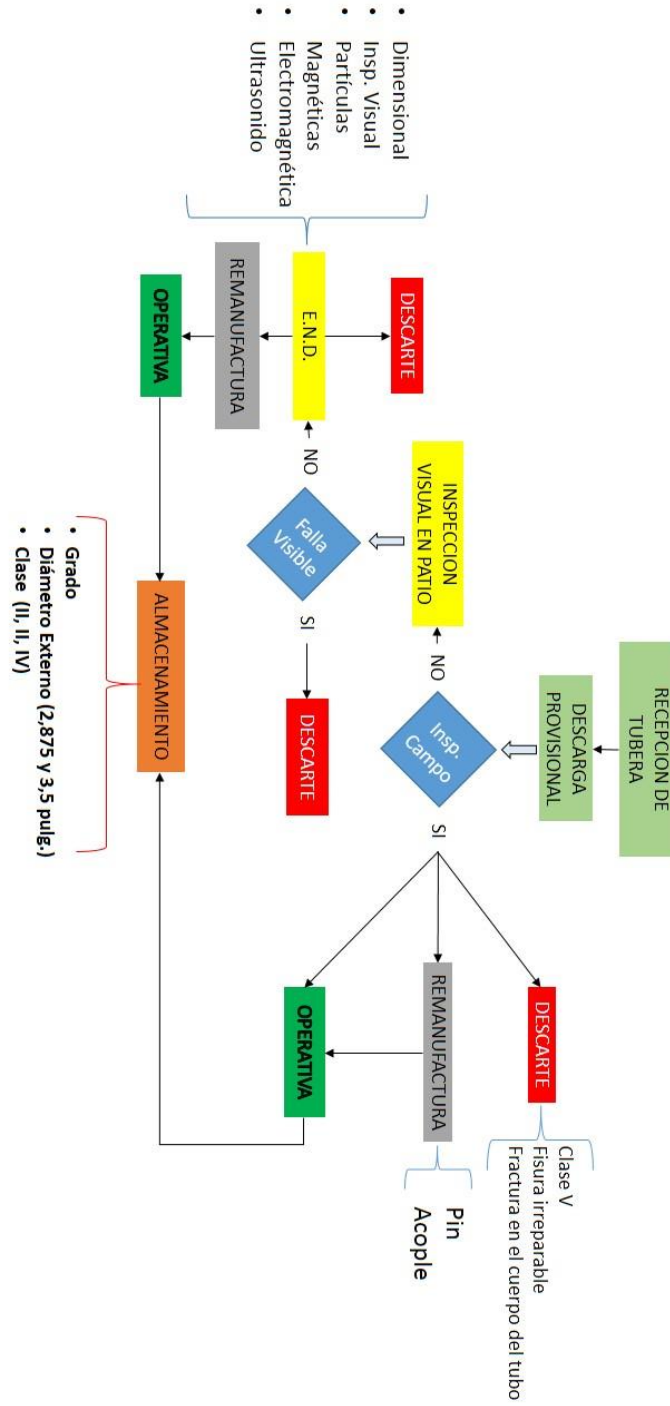 RECEPCION DE
TUBERA
DESCARGA
PROVISIONAL
Insp.
Campo
NO
SI
INSPECCION
VISUAL EN PATIO
Falla
Visible
NO
SI
DESCARTE
DESCARTE
Clase V
Fisura irreparable
Fractura en el cuerpo del tubo
REMANUFACTURA
Pin
Acople
OPERATIVA
DESCARTE
E.N.D.
REMANUFACTURA
OPERATIVA
• Dimensional
• Insp. Visual
• Partículas
Magnéticas
• Electromagnética
• Ultrasonido
ALMACENAMIENTO
• Grado
• Diámetro Externo (2,875 y 3,5 pulg.)
• Clase (II, II, IV)